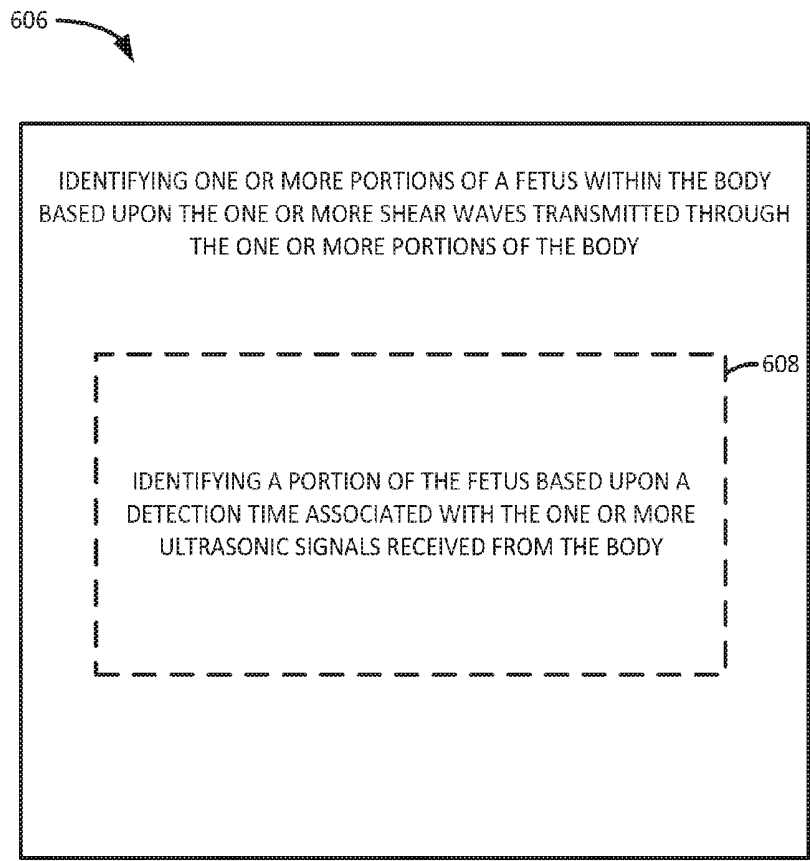 606
IDENTIFYING ONE OR MORE PORTIONS OF A FETUS WITHIN THE BODY
BASED UPON THE ONE OR MORE SHEAR WAVES TRANSMITTED THROUGH
THE ONE OR MORE PORTIONS OF THE BODY
608
IDENTIFYING A PORTION OF THE FETUS BASED UPON A
DETECTION TIME ASSOCIATED WITH THE ONE OR MORE
ULTRASONIC SIGNALS RECEIVED FROM THE BODY